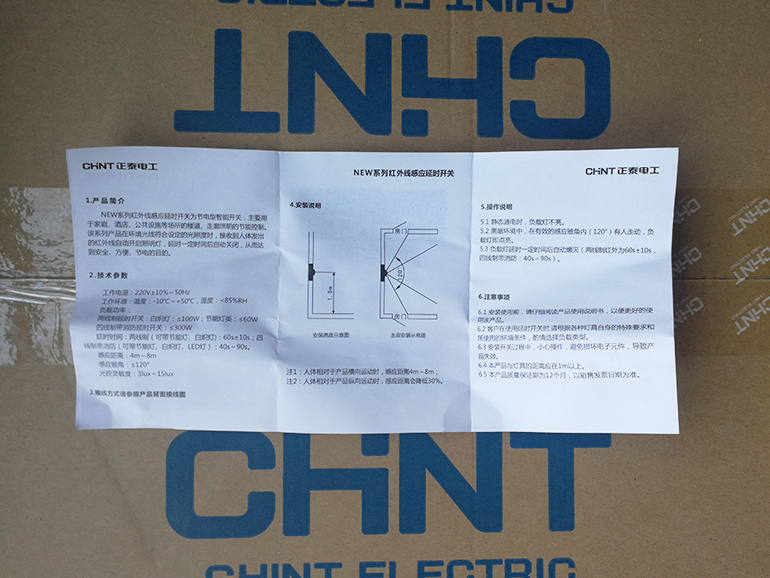 CHINT ELECTRIC
CHNT
CHNT 正泰电工
1.产品简介
NEW系列红外线感应延时开关为节电型智能开关，主要用
于家庭、酒店、公共设施等场所的楼道、走廊照明的节能控制。
该系列产品在环境光线符合设定的光照度时，接收到人体发出
的红外线自动开启照明灯，延时一定时间后自动关闭，从而达
到安全、方便、节电的目的。
2.技术参数
工作电源：220V±10%~50Hz
工作环境：温度：-10℃~+50℃，湿度：<85%RH
负载功率：
两线制延时开关：白炽灯：≤100W，节能灯类：≤60W
四线制带消防延时开关：≤300W
延时时间：两线制（可带节能灯、白炽灯）：60s±10s；四
线制带消防（可带节能灯、白炽灯、LED灯）：40s~90s。
感应距离：4m~8m
感应锥角：≤120°
光控灵敏度：3lux~15lux
3.接线方式请参照产品背面接线图
NEW系列红外线感应延时开关
4.安装说明
房门
120°
1.5m
房门
安装高度示意图
走廊安装示意图
注1：人体相对于产品横向运动时，感应距离4m~8m；
注2：人体相对于产品纵向运动时，感应距离会降低30%。
CHNT 正泰电工
5.操作说明
5.1 静态通电时，负载灯不亮。
5.2 黑暗环境中，在有效的感应锥角内（120°）有人走动，负
载灯即点亮。
5.3 负载灯延时一定时间后自动熄灭（两线制红外为60s±10s，
四线制带消防：40s~90s）。
6.注意事项
6.1 安装使用前，请仔细阅读产品使用说明书，以便更好的使
用该产品。
6.2 客户在使用延时开关时,请根据各种灯具自身的特殊要求和
所使用的环境条件，酌情选择负载类型。
6.3 安装开关过程中，小心操作，避免损坏电子元件，导致产
品失效。
6.4 本产品与灯具的距离应在1m以上。
6.5 本产品质量保证期为12个月，以销售发票日期为准。
CHNT
CHINT ELECTRIC